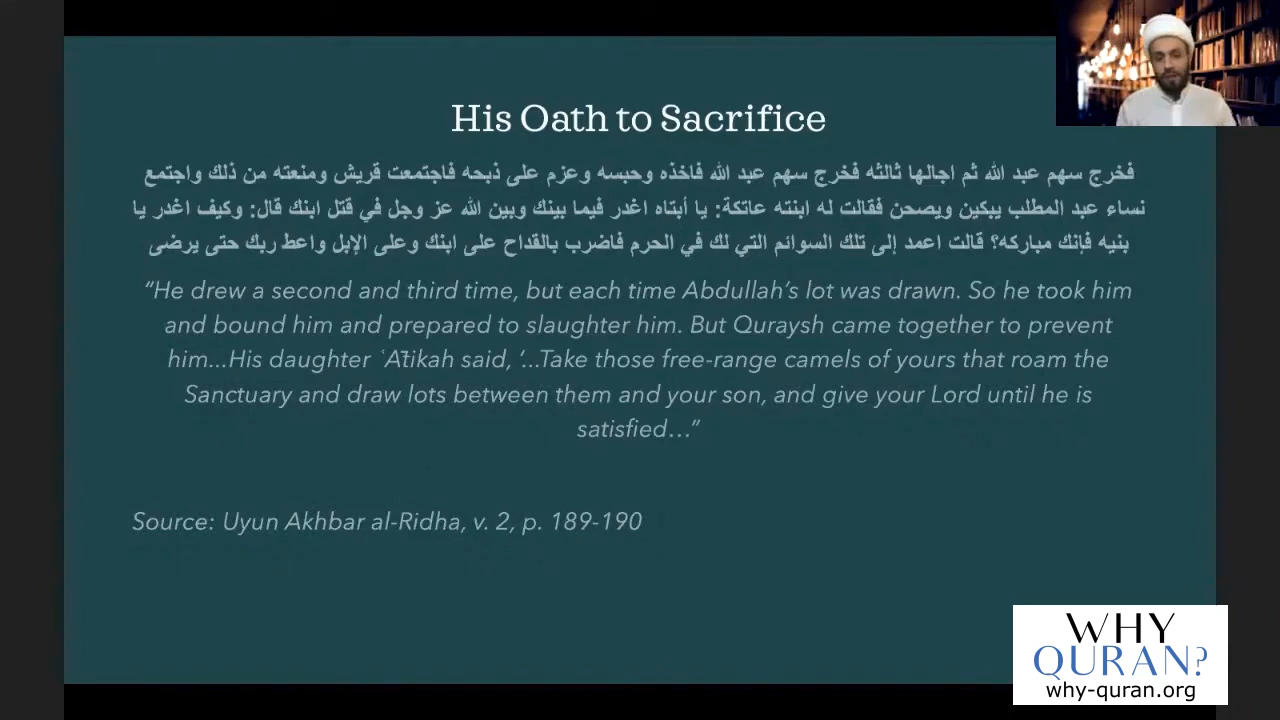 His Oath to Sacrifice
فخرج سهم عبد الله ثم اجالها ثالثه فخرج سهم عبد الله فاخذه وحبسه وعزم على ذبحه فاجتمعت قريش ومنعته من ذلك واجتمع
نساء عبد المطلب يبكين ويصحن فقالت له ابنته عاتكة: يا أبتاه اغدر فيما بينك وبين الله عز وجل في قتل ابنك قال: وكيف اغدر يا
بنيه فإنك مباركه؟ قالت اعمد إلى تلك السوائم التي لك في الحرم فاضرب بالقداح على ابنك وعلى الإبل واعط ربك حتى يرضى
“He drew a second and third time, but each time Abdullah’s lot was drawn. So he took him
and bound him and prepared to slaughter him. But Quraysh came together to prevent
him...His daughter ʿĀtikah said, ‘...Take those free-range camels of yours that roam the
Sanctuary and draw lots between them and your son, and give your Lord until he is
satisfied…”
Source: Uyun Akhbar al-Ridha, v. 2, p. 189-190
WHY
QURAN?
why-quran.org